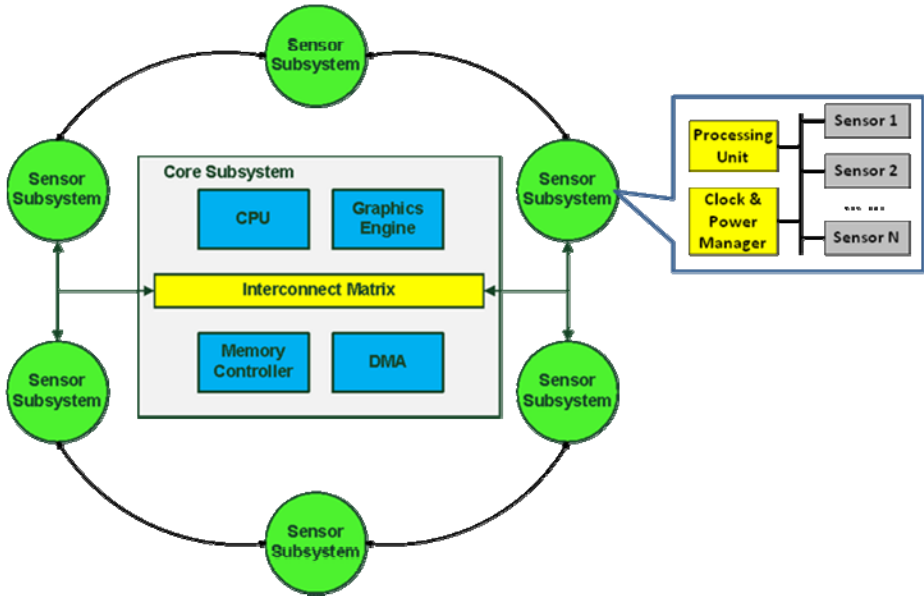 Sensor
Subsystem
Sensor
Subsystem
Core Subsystem
CPU
Graphics
Engine
Interconnect Matrix
Memory
Controller
DMA
Sensor
Subsystem
Processing
Unit
Clock &
Power
Manager
Sensor 1
Sensor 2
... ...
Sensor N
Sensor
Subsystem
Sensor
Subsystem
Sensor
Subsystem